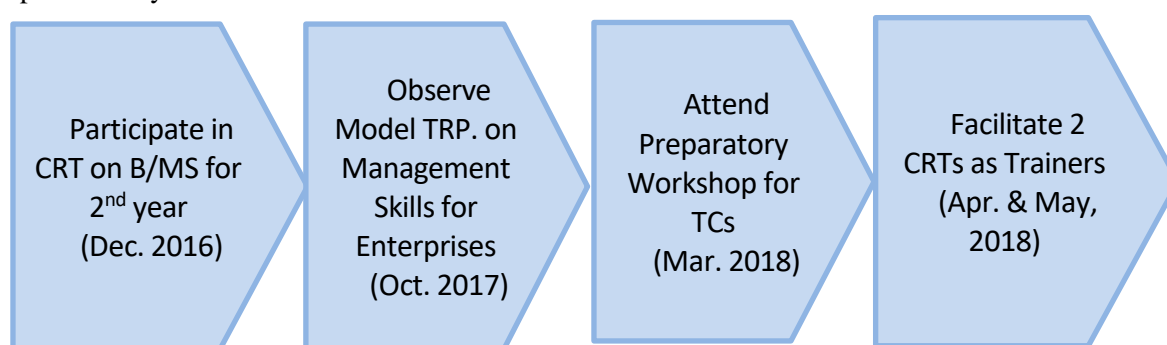 Participate in
CRT on B/MS for
2nd year
(Dec. 2016)
Observe
Model TRP. on
Management
Skills for
Enterprises
(Oct. 2017)
Attend
Preparatory
Workshop for
TCs
(Mar. 2018)
Facilitate 2
CRTs as Trainers
(Apr. & May,
2018)